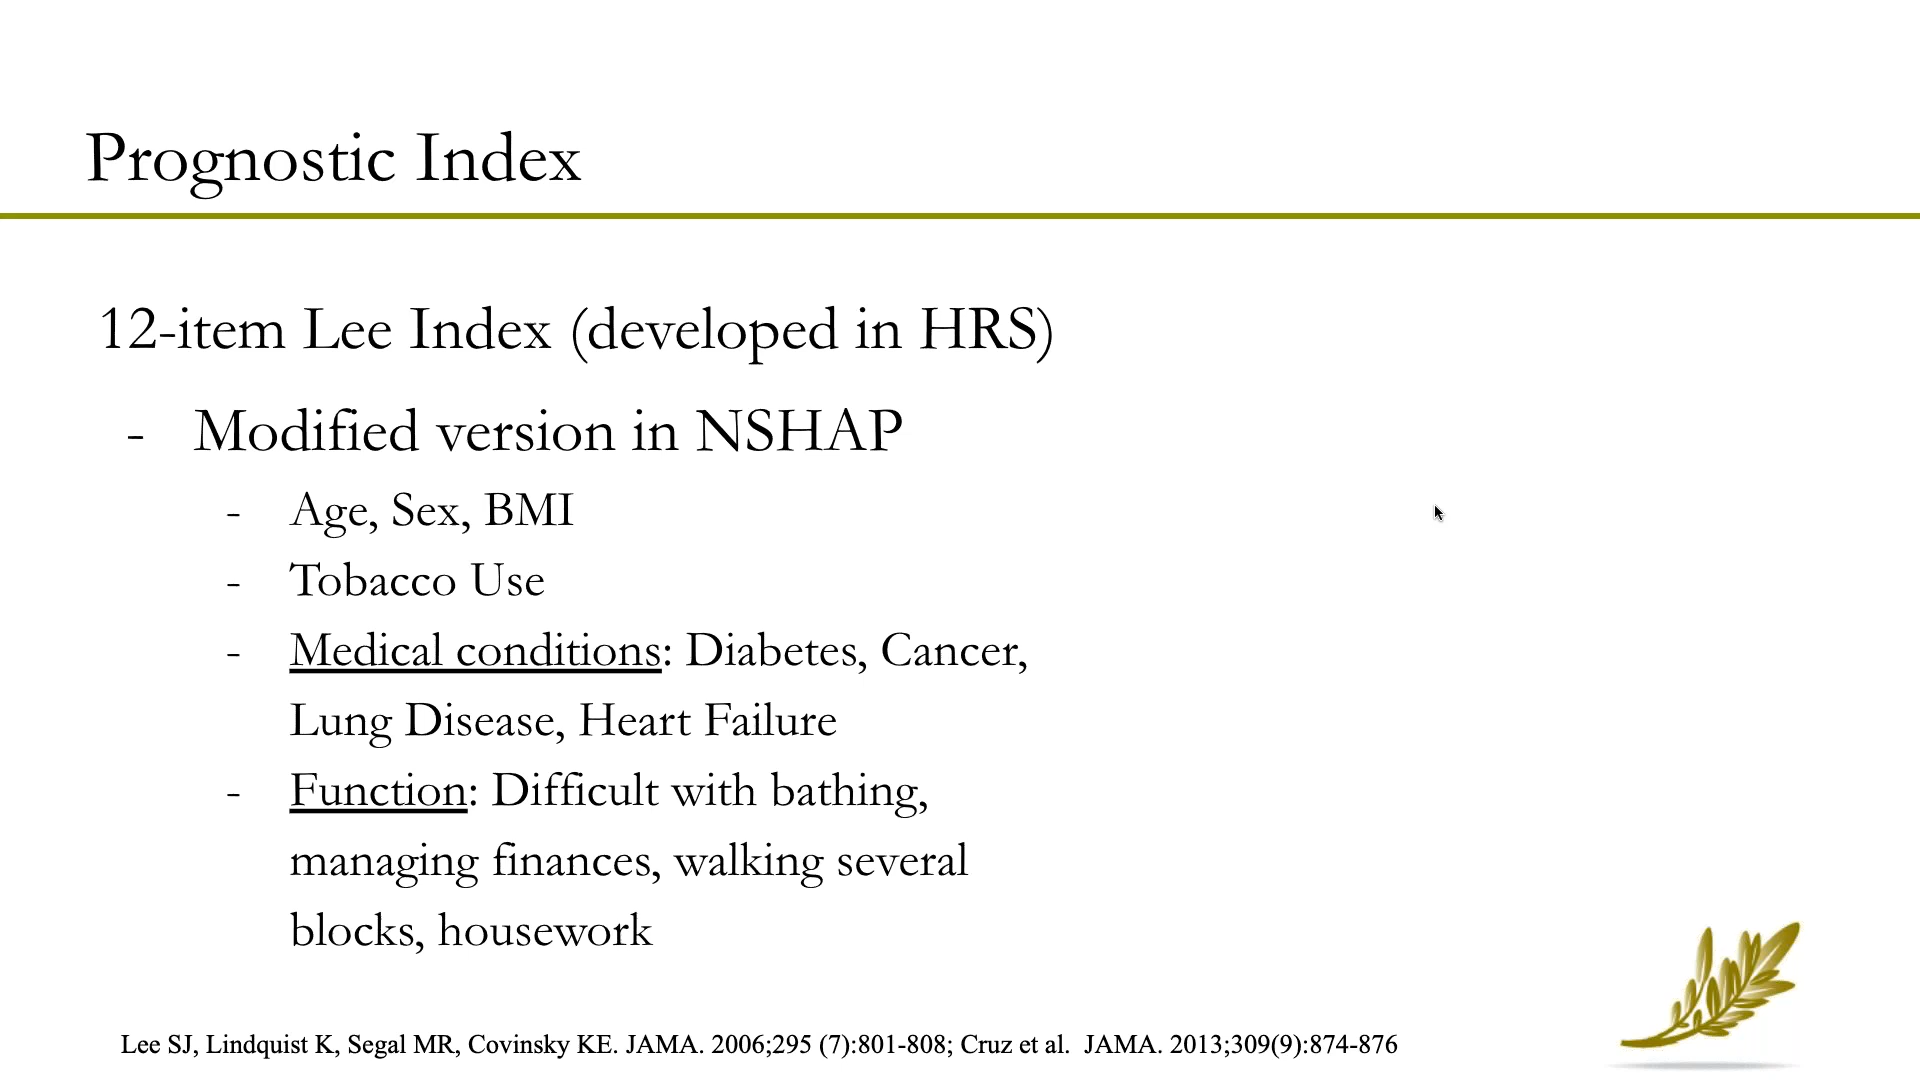 Prognostic Index
12-item Lee Index (developed in HRS)
- Modified version in NSHAP
- Age, Sex, BMI
- Tobacco Use
- Medical conditions: Diabetes, Cancer,
Lung Disease, Heart Failure
- Function: Difficult with bathing,
managing finances, walking several
blocks, housework
Lee SJ, Lindquist K, Segal MR, Covinsky KE. JAMA. 2006;295 (7):801-808; Cruz et al.  JAMA. 2013;309(9):874-876